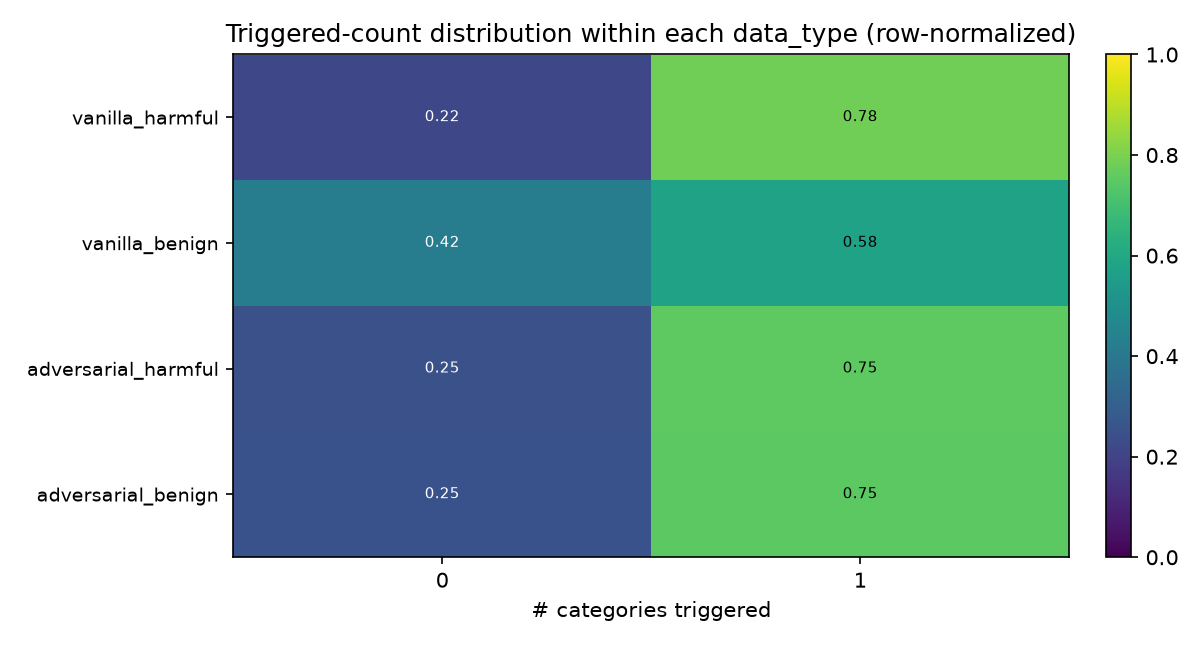 Triggered-count distribution within each data_type (row-normalized)
vanilla_harmful
0.22
0.78
vanilla_benign
0.42
0.58
adversarial_harmful
0.25
0.75
adversarial_benign
0.25
0.75
0
1
# categories triggered
1.0
0.8
0.6
0.4
0.2
0.0